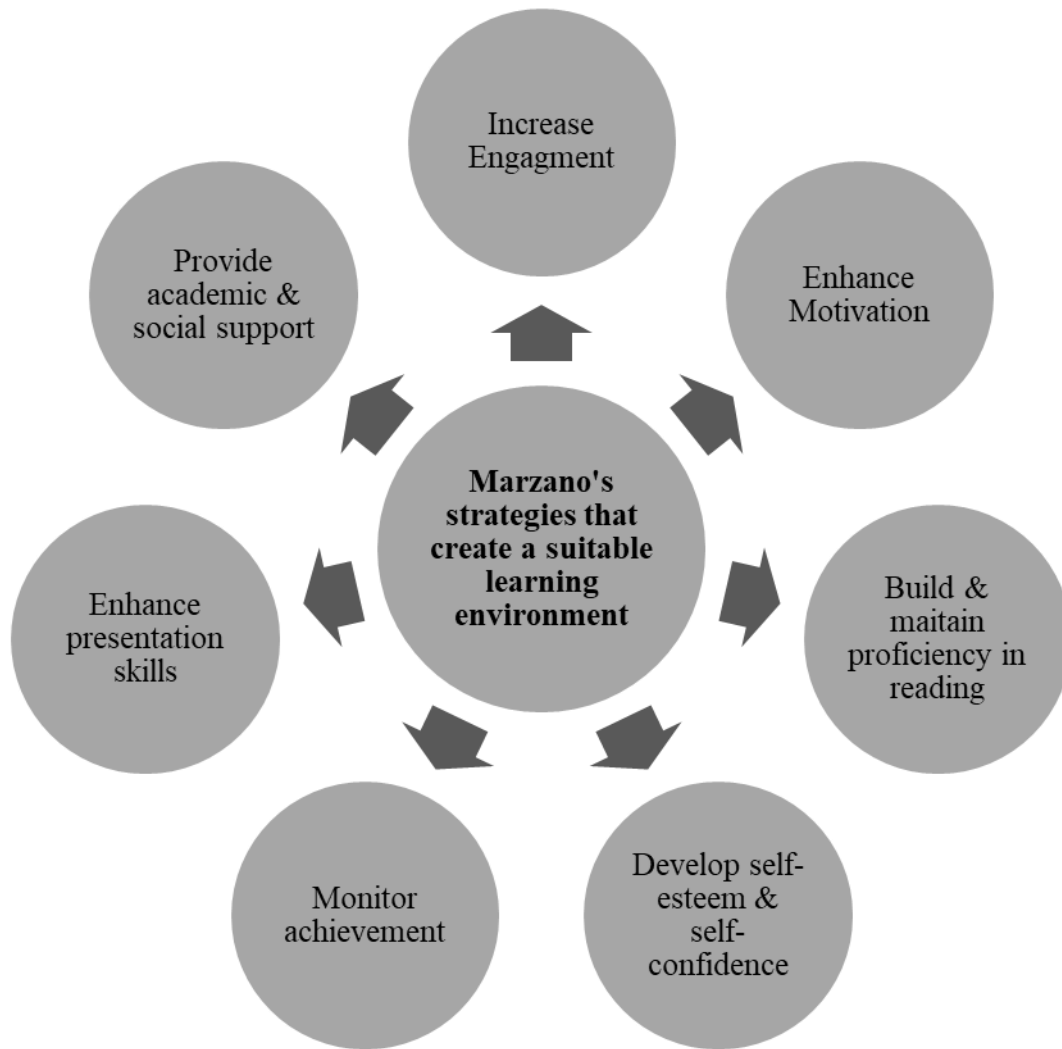 Increase
Engagment
Enhance
Motivation
Provide
academic &
social support
Marzano's
strategies that
create a suitable
learning
environment
Build &
maitain
proficiency in
reading
Enhance
presentation
skills
Develop self-
esteem &
self-
confidence
Monitor
achievement